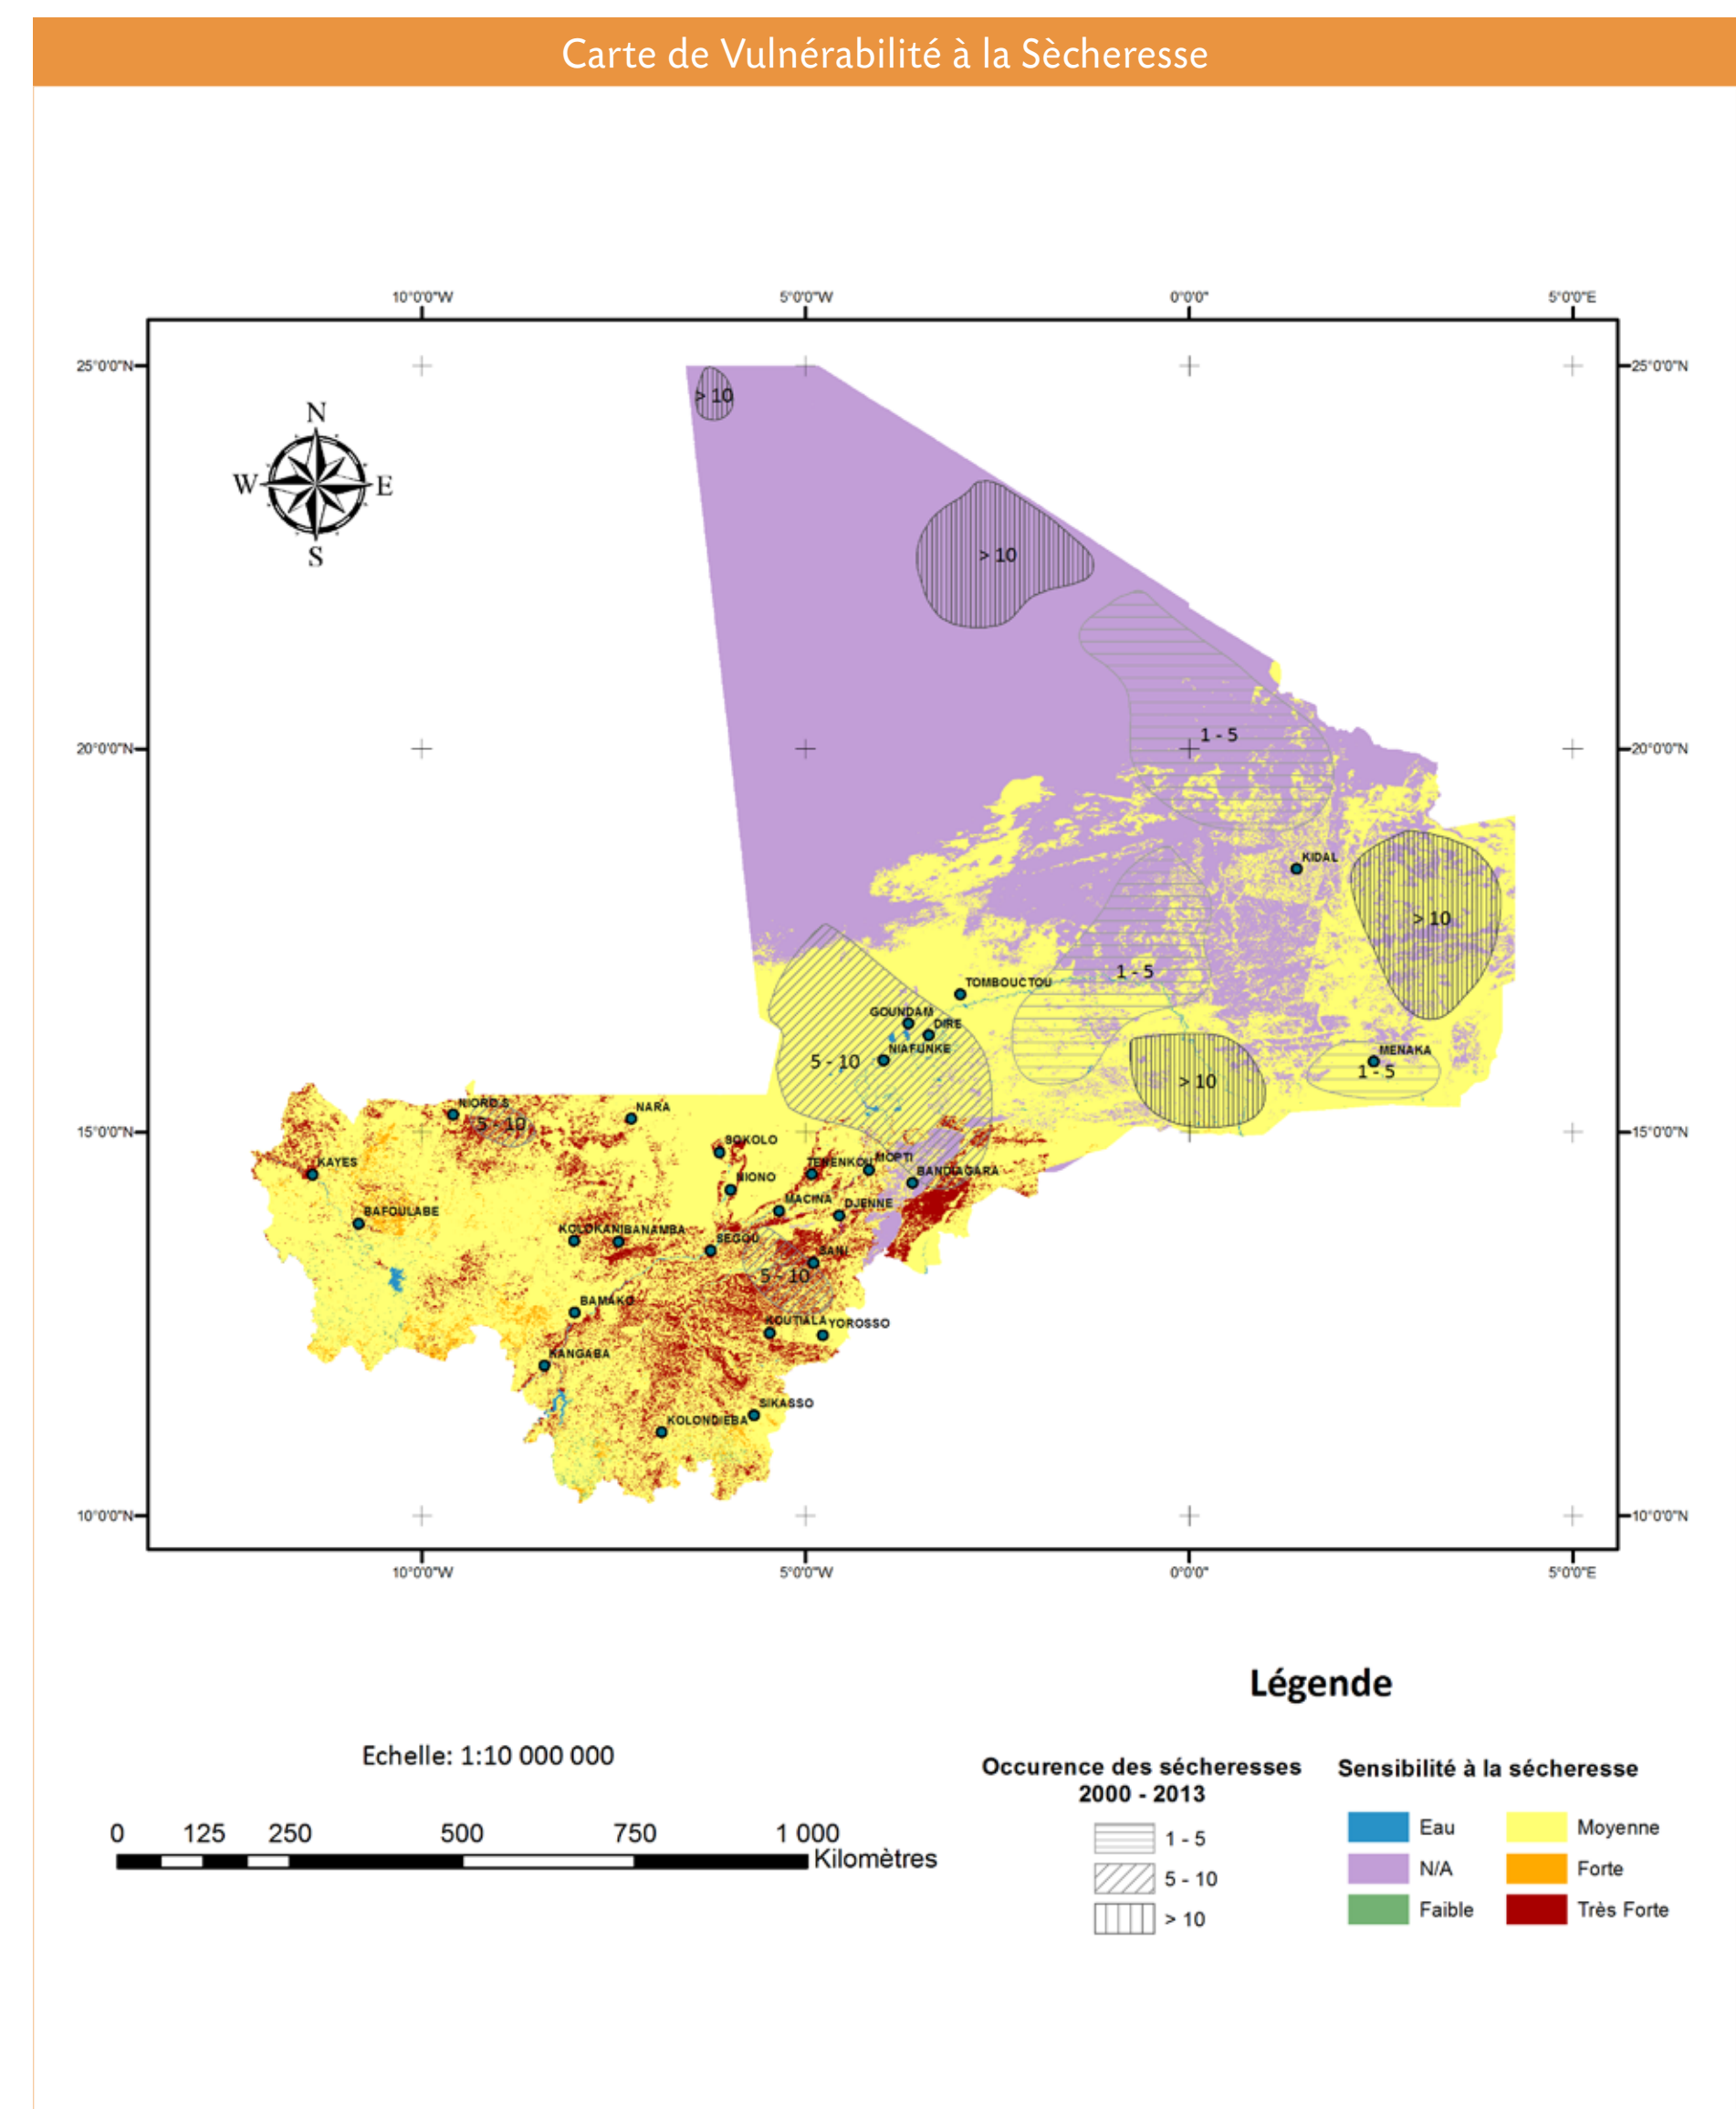 Carte de Vulnérabilité à la Sècheresse
10°0'0"W 5°0'0"W 0°0'0" 5°0'0"E
25°0'0"N 25°0'0"N
> 10
N
W E
S
> 10
1 - 5
20°0'0"N 20°0'0"N
KIDAL
> 10
1 - 5
TOMBOUCTOU
GOUNDAM
DIRE
NIAFUNKE
5 - 10
MENAKA
1 - 5
> 10
NIORO S
5 - 10
NARA
15°0'0"N 15°0'0"N
SOKOLO
KAYES
TENENKOU
MOPTI
BANDIAGARA
NIONO
MACINA
DJENNE
BAFOULABE
KOLOKANI
BANAMBA
SEGOU
SAN
5 - 10
BAMAKO
KOUTIALA
YOROSSO
KANGABA
SIKASSO
KOLONDIEBA
10°0'0"N 10°0'0"N
10°0'0"W 5°0'0"W 0°0'0" 5°0'0"E
Légende
Echelle: 1:10 000 000
0 125 250 500 750 1 000
Kilomètres
Occurence des sécheresses
2000 - 2013
1 - 5
5 - 10
> 10
Sensibilité à la sécheresse
Eau Moyenne
N/A Forte
Faible Très Forte